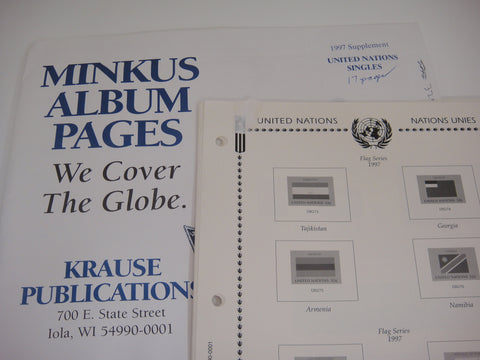 MINKUS
ALBUM
PAGES
We Cover
The Globe.
KRAUSE
PUBLICATIONS
700 E. State Street
Iola, WI 54990-0001
1997 Supplement
UNITED NATIONS
SINGLES
17 pages
UNITED NATIONS
NATIONS UNIES
Flag Series
1997
Tajikistan
Georgia
Armenia
Namibia
Flag Series
1997